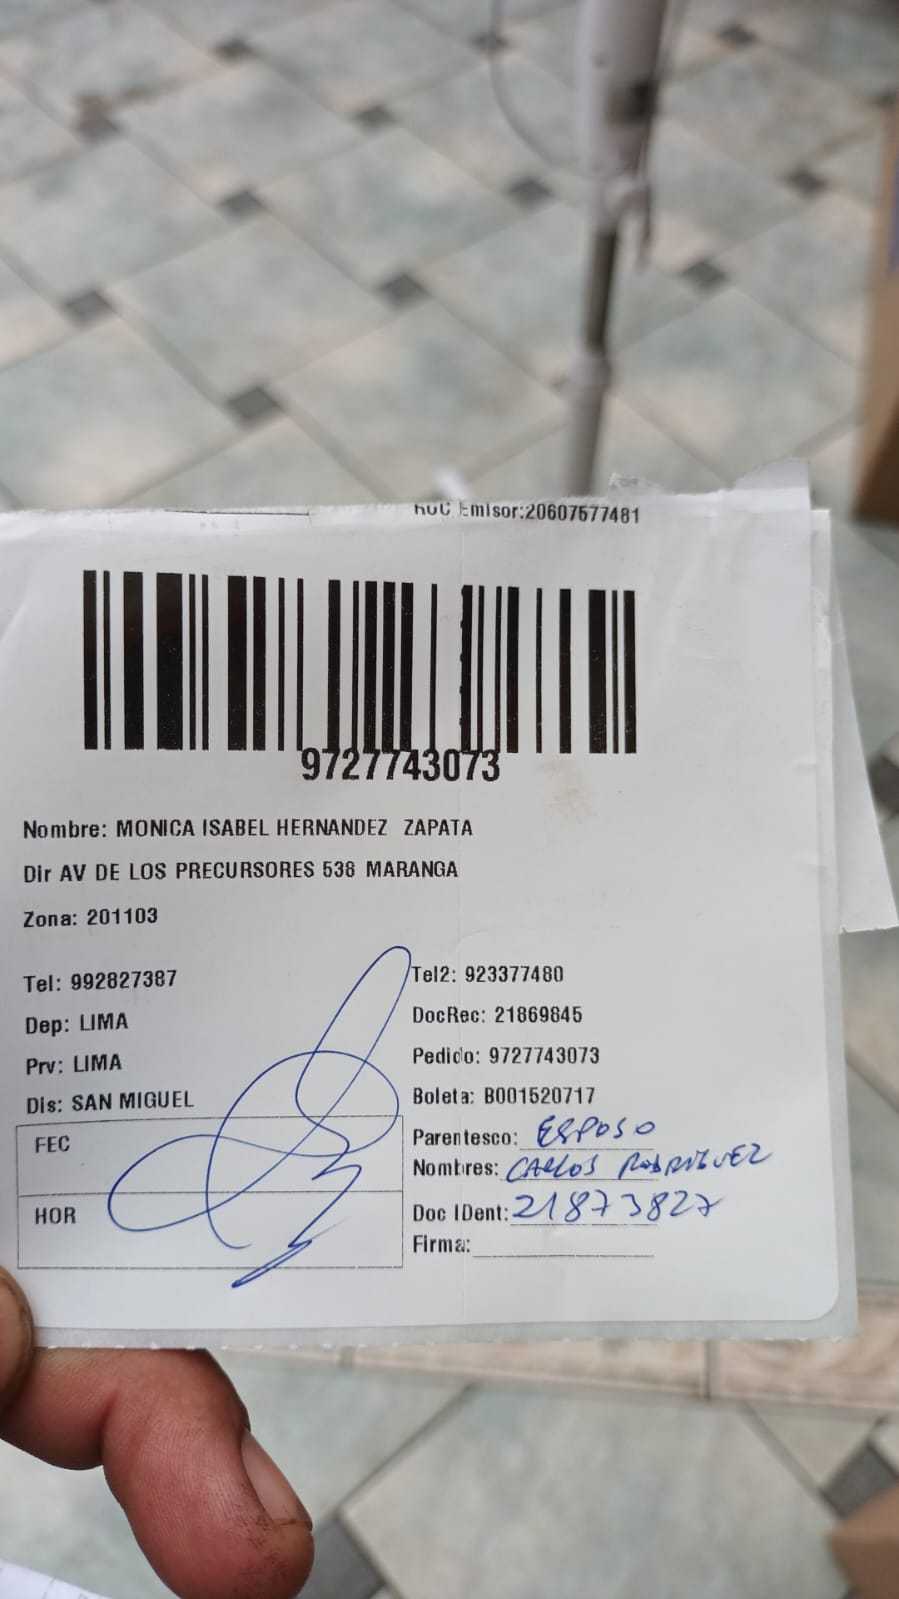 RUC Emisor:20607577481
9727743073
Nombre: MONICA ISABEL HERNANDEZ ZAPATA
Dir AV DE LOS PRECURSORES 538 MARANGA
Zona: 201103
Tel: 992827387
Tel2: 923377480
Dep: LIMA
DocRec: 21869845
Prv: LIMA
Pedido: 9727743073
Dis: SAN MIGUEL
Boleta: B001520717
FEC
Parentesco: ESPOSO
Nombres: CARLOS RODRIGUEZ
HOR
Doc IDent: 21873827
Firma: